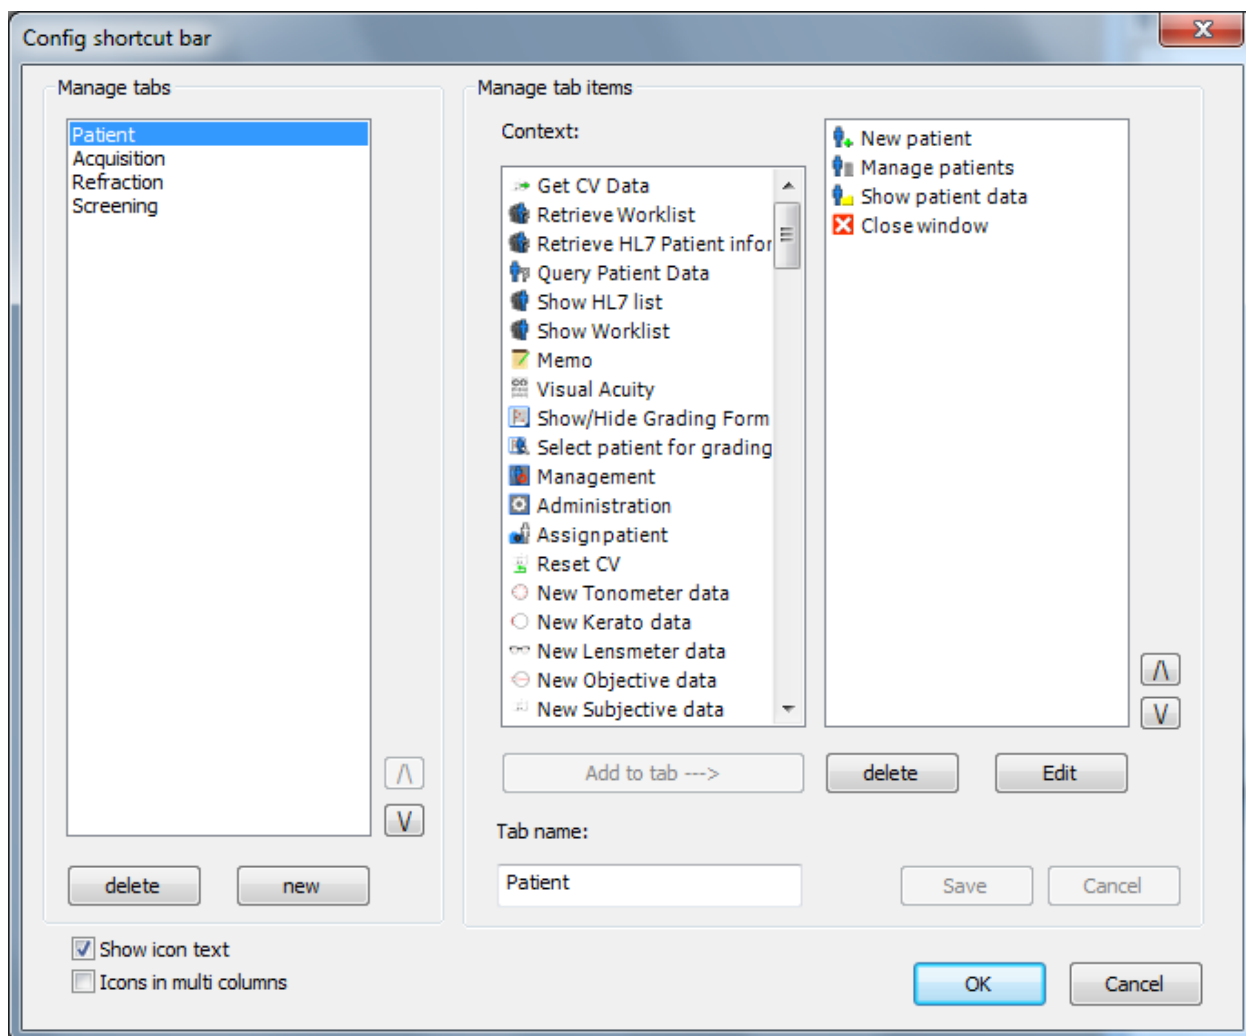 Config shortcut bar
X
Manage tabs
Patient
Acquisition
Refraction
Screening
/\
V
delete
new
Manage tab items
Context:
Get CV Data
Retrieve Worklist
Retrieve HL7 Patient infor
Query Patient Data
Show HL7 list
Show Worklist
Memo
Visual Acuity
Show/Hide Grading Form
Select patient for grading
Management
Administration
Assign patient
Reset CV
New Tonometer data
New Kerato data
New Lensmeter data
New Objective data
New Subjective data
New patient
Manage patients
Show patient data
Close window
/\
V
Add to tab --->
delete
Edit
Tab name:
Patient
Save
Cancel
Show icon text
Icons in multi columns
OK
Cancel